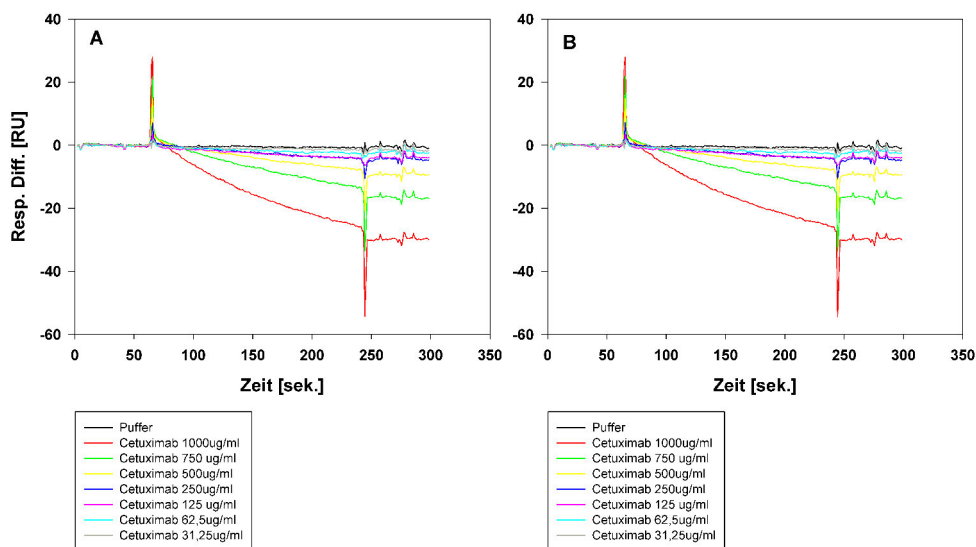 A
B
40
20
0
-20
-40
-60
Resp. Diff. [RU]
0 50 100 150 200 250 300 350
Zeit [sek.]
40
20
0
-20
-40
-60
0 50 100 150 200 250 300 350
Zeit [sek.]
Puffer
Cetuximab 1000ug/ml
Cetuximab 750 ug/ml
Cetuximab 500ug/ml
Cetuximab 250ug/ml
Cetuximab 125 ug/ml
Cetuximab 62,5ug/ml
Cetuximab 31,25ug/ml
Puffer
Cetuximab 1000ug/ml
Cetuximab 750 ug/ml
Cetuximab 500ug/ml
Cetuximab 250ug/ml
Cetuximab 125 ug/ml
Cetuximab 62,5ug/ml
Cetuximab 31,25ug/ml